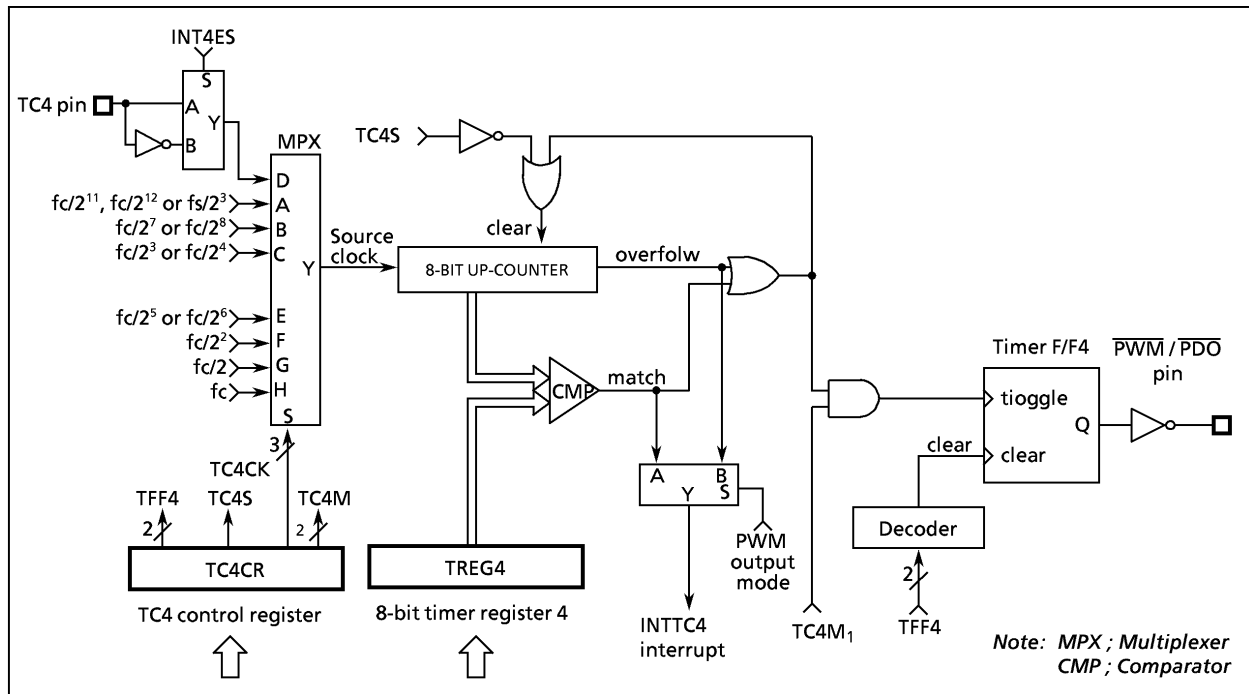 INT4ES
S
TC4 pin
A
Y
B
MPX
TC4S
D
fc/2¹¹, fc/2¹² or fs/2³
A
fc/2⁷ or fc/2⁸
B
fc/2³ or fc/2⁴
C
Y
Source
clock
clear
8-BIT UP-COUNTER
overfolw
fc/2⁵ or fc/2⁶
E
fc/2²
F
fc/2
G
fc
H
S
3
TC4CK
CMP
match
Timer F/F4
PWM / PDO
pin
tioggle
Q
clear
clear
A
B
Y
S
TFF4
TC4S
TC4M
2
2
TC4CR
TC4 control register
TREG4
8-bit timer register 4
PWM
output
mode
INTTC4
interrupt
TC4M₁
Decoder
2
TFF4
Note: MPX ; Multiplexer
CMP ; Comparator